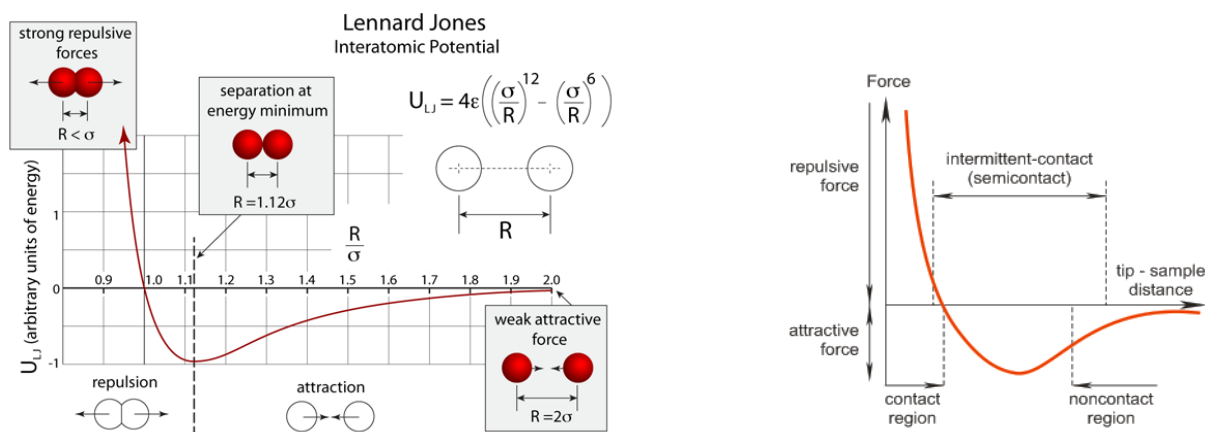 Lennard Jones
Interatomic Potential
strong repulsive
forces
R < σ
separation at
energy minimum
R =1.12σ
U_LJ = 4ε((σ/R)^12 − (σ/R)^6)
R
R/σ
U_LJ (arbitrary units of energy)
1
0
-1
0.9 1.0 1.1 1.2 1.3 1.4 1.5 1.6 1.7 1.8 1.9 2.0
weak attractive
force
R =2σ
repulsion
attraction
Force
repulsive
force
intermittent-contact
(semicontact)
tip - sample
distance
attractive
force
contact
region
noncontact
region